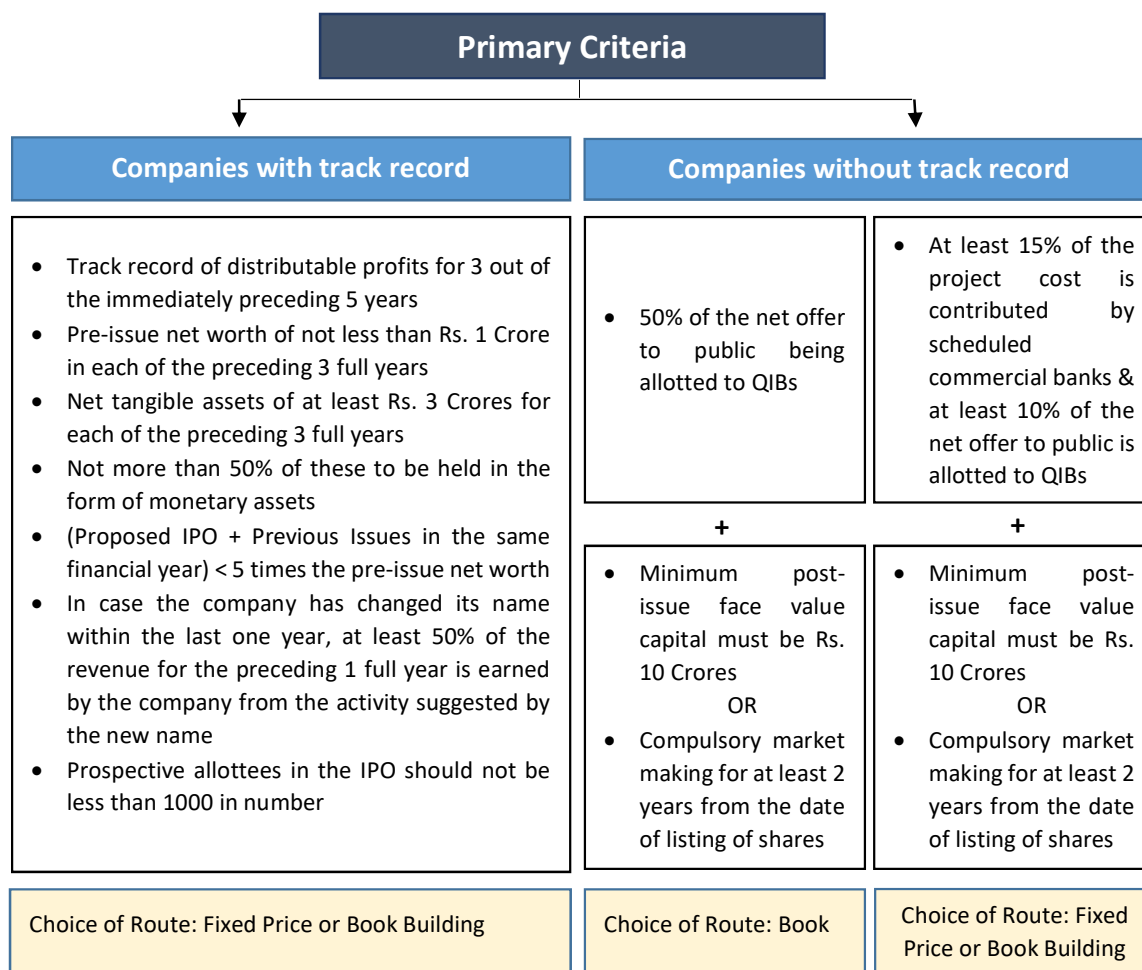 Primary Criteria
Companies with track record
• Track record of distributable profits for 3 out of
the immediately preceding 5 years
• Pre-issue net worth of not less than Rs. 1 Crore
in each of the preceding 3 full years
• Net tangible assets of at least Rs. 3 Crores for
each of the preceding 3 full years
• Not more than 50% of these to be held in the
form of monetary assets
• (Proposed IPO + Previous Issues in the same
financial year) < 5 times the pre-issue net worth
• In case the company has changed its name
within the last one year, at least 50% of the
revenue for the preceding 1 full year is earned
by the company from the activity suggested by
the new name
• Prospective allottees in the IPO should not be
less than 1000 in number
Choice of Route: Fixed Price or Book Building
Companies without track record
• 50% of the net offer
to public being
allotted to QIBs
+
• Minimum post-
issue face value
capital must be Rs.
10 Crores
OR
• Compulsory market
making for at least 2
years from the date
of listing of shares
Choice of Route: Book
• At least 15% of the
project cost is
contributed by
scheduled
commercial banks &
at least 10% of the
net offer to public is
allotted to QIBs
+
• Minimum post-
issue face value
capital must be Rs.
10 Crores
OR
• Compulsory market
making for at least 2
years from the date
of listing of shares
Choice of Route: Fixed
Price or Book Building